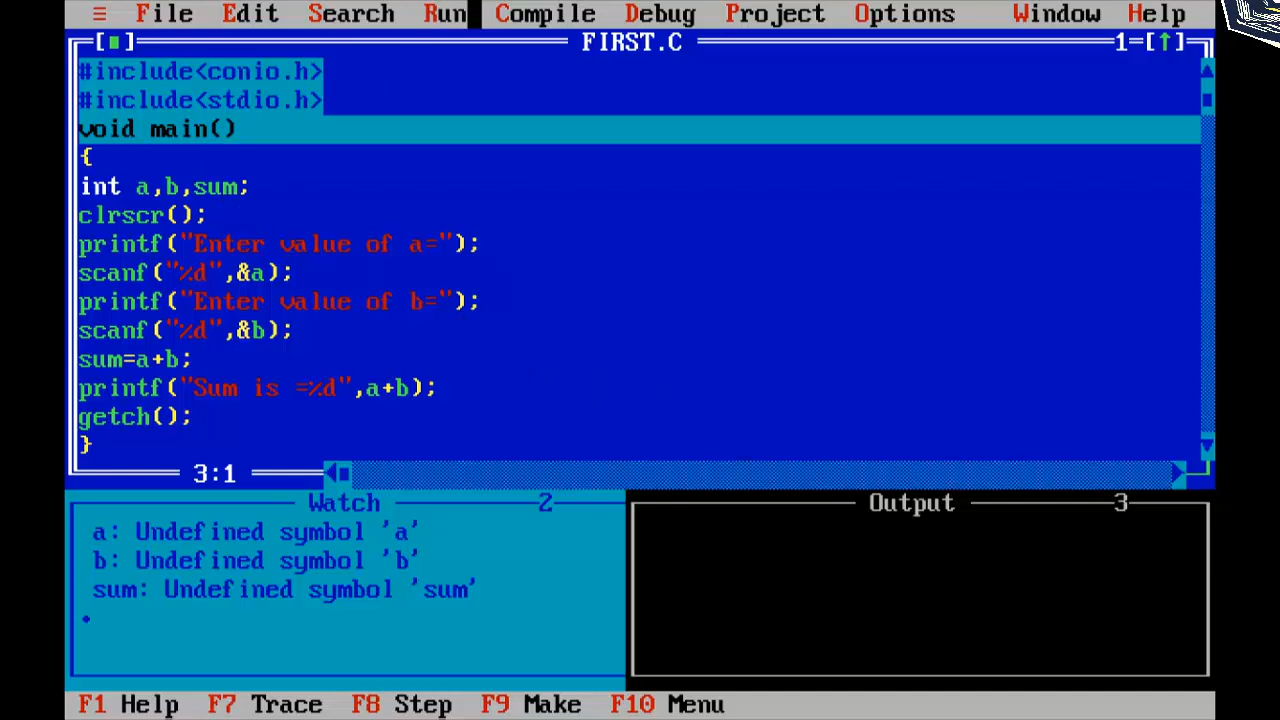 ≡ File Edit Search Run Compile Debug Project Options Window Help
[■] FIRST.C 1=[↑]
#include<conio.h>
#include<stdio.h>
void main()
{
int a,b,sum;
clrscr();
printf("Enter value of a=");
scanf("%d",&a);
printf("Enter value of b=");
scanf("%d",&b);
sum=a+b;
printf("Sum is =%d",a+b);
getch();
}
3:1
Watch 2
a: Undefined symbol 'a'
b: Undefined symbol 'b'
sum: Undefined symbol 'sum'
Output 3
F1 Help F7 Trace F8 Step F9 Make F10 Menu